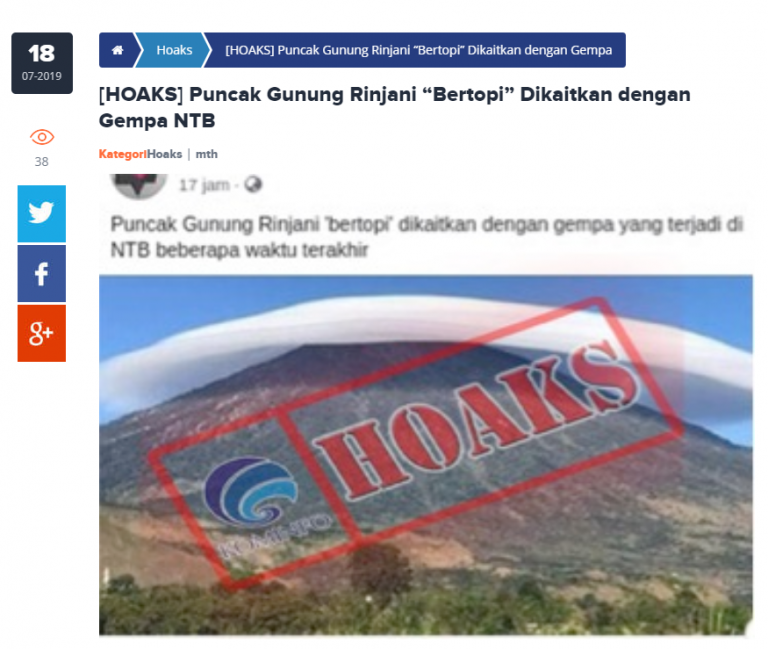 18
07-2019
38
Hoaks
[HOAKS] Puncak Gunung Rinjani “Bertopi” Dikaitkan dengan Gempa
[HOAKS] Puncak Gunung Rinjani “Bertopi” Dikaitkan dengan
Gempa NTB
KategoriHoaks | mth
17 jam ·
Puncak Gunung Rinjani 'bertopi' dikaitkan dengan gempa yang terjadi di
NTB beberapa waktu terakhir
HOAKS
KOMINFO
g+